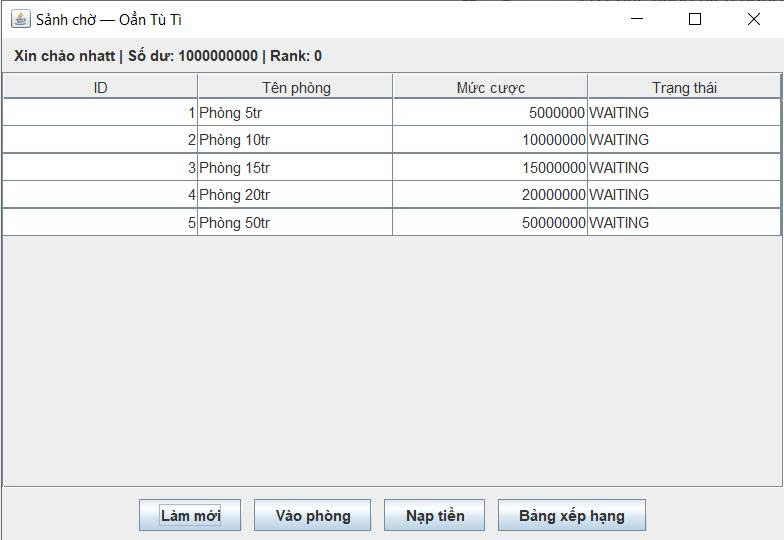 Sảnh chờ — Oẳn Tù Tì
Xin chào nhatt | Số dư: 1000000000 | Rank: 0
ID Tên phòng Mức cược Trạng thái
1 Phòng 5tr 5000000 WAITING
2 Phòng 10tr 10000000 WAITING
3 Phòng 15tr 15000000 WAITING
4 Phòng 20tr 20000000 WAITING
5 Phòng 50tr 50000000 WAITING
Làm mới Vào phòng Nạp tiền Bảng xếp hạng